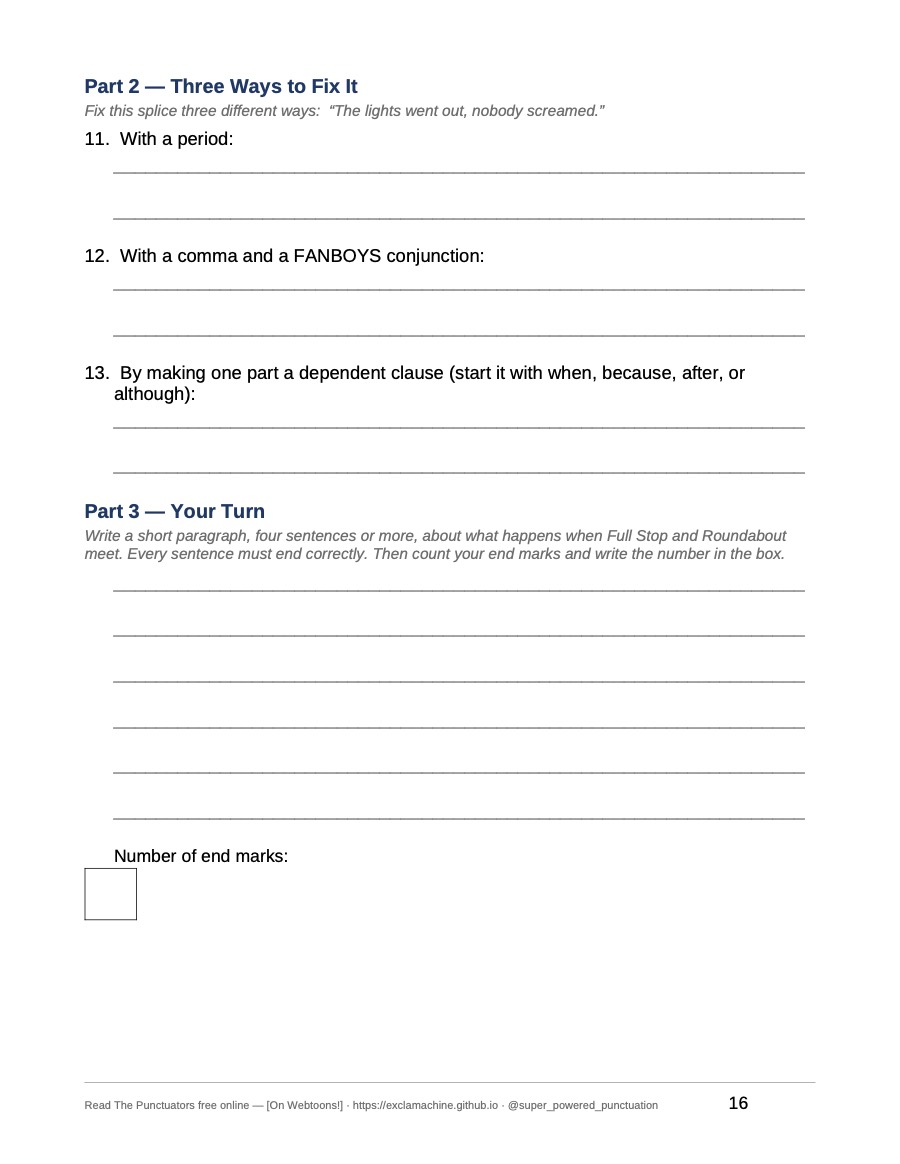 Part 2 — Three Ways to Fix It
Fix this splice three different ways:  “The lights went out, nobody screamed.”
11.  With a period:
12.  With a comma and a FANBOYS conjunction:
13.  By making one part a dependent clause (start it with when, because, after, or
although):
Part 3 — Your Turn
Write a short paragraph, four sentences or more, about what happens when Full Stop and Roundabout
meet. Every sentence must end correctly. Then count your end marks and write the number in the box.
Number of end marks:
Read The Punctuators free online — [On Webtoons!] · https://exclamachine.github.io · @super_powered_punctuation 16